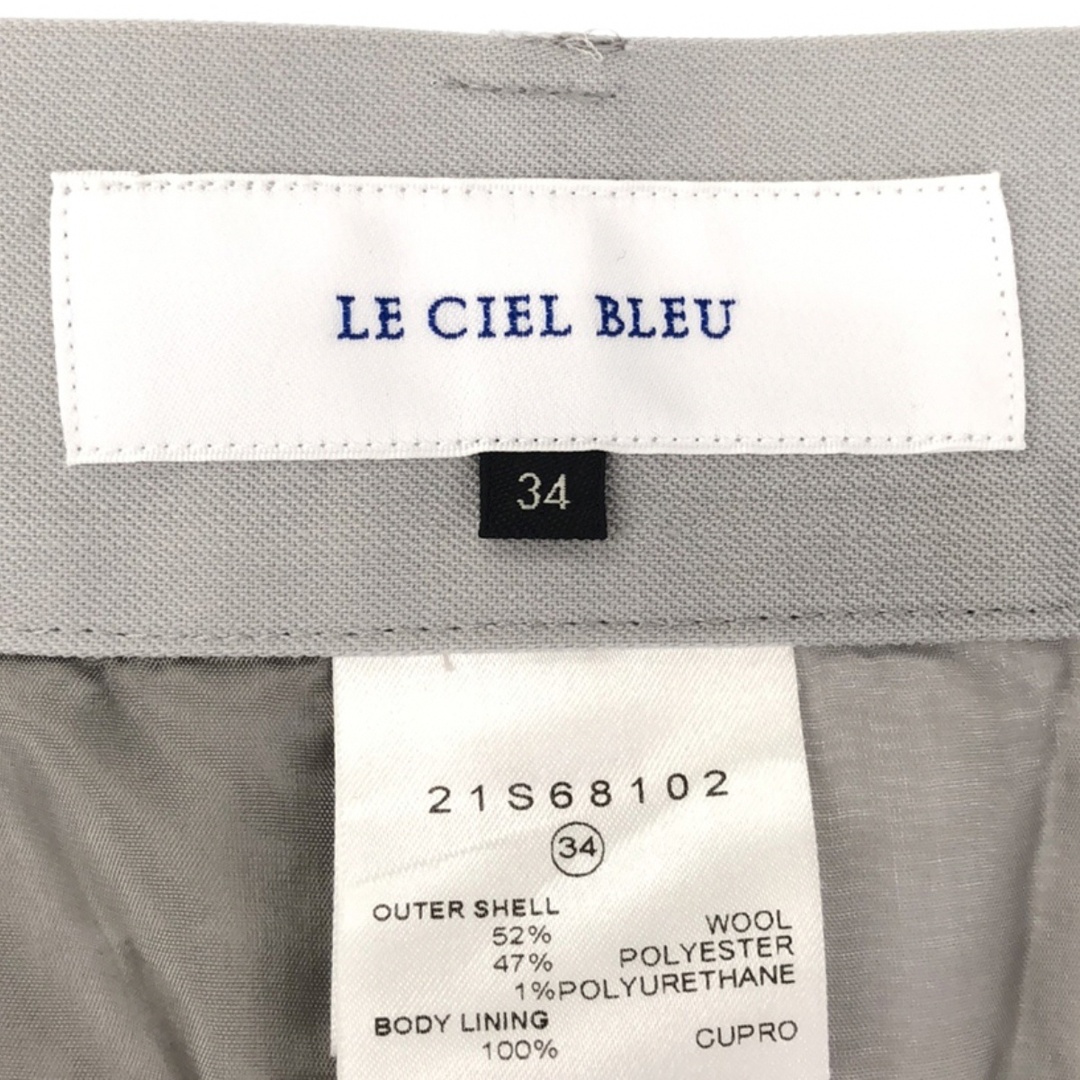 LE CIEL BLEU
34
21S68102
34
OUTER SHELL
52% WOOL
47% POLYESTER
1%POLYURETHANE
BODY LINING
100% CUPRO